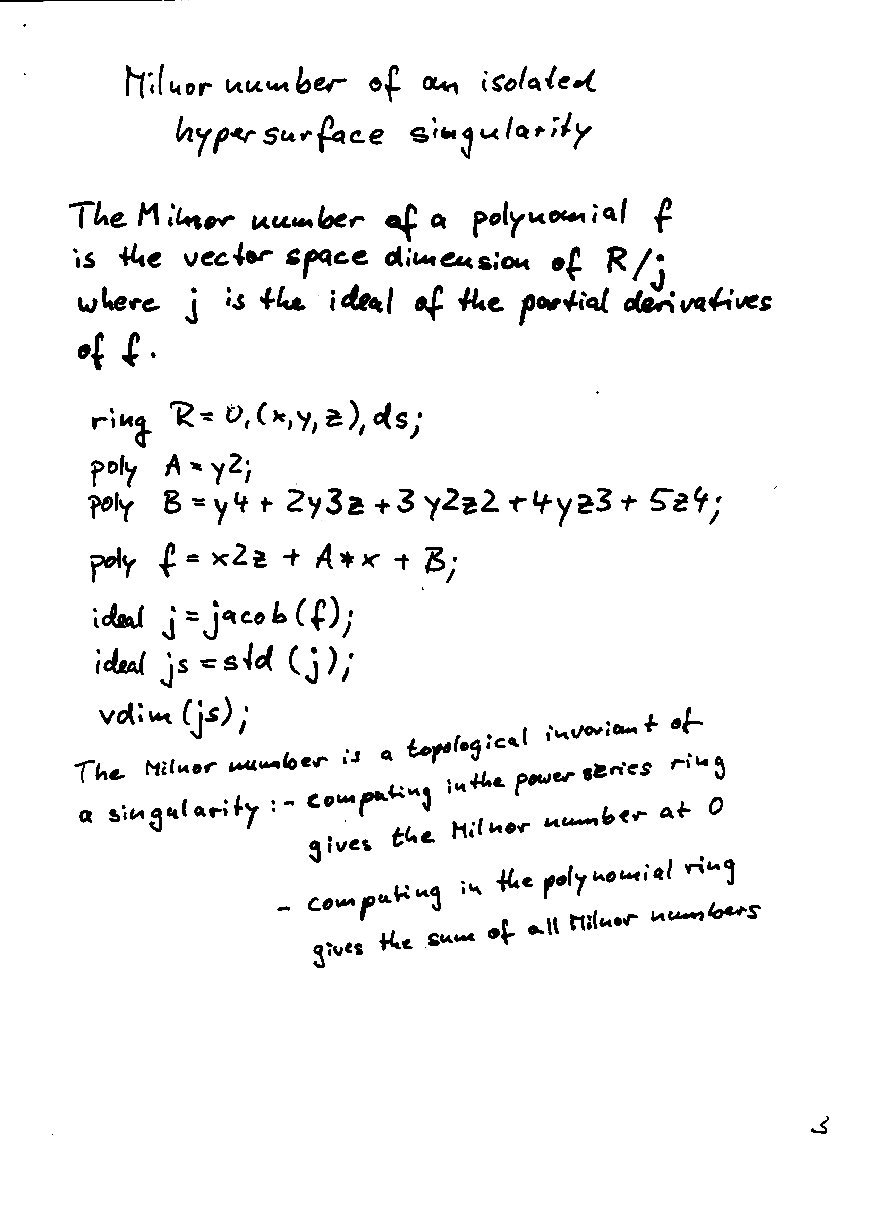 Milnor number of an isolated
hypersurface singularity
The Milnor number of a polynomial f
is the vector space dimension of R/j
where j is the ideal of the partial derivatives
of f.
ring R=0,(x,y,z),ds;
poly A=y2;
poly B=y4+2y3z+3y2z2+4yz3+5z4;
poly f=x2z+A*x+B;
ideal j=jacob(f);
ideal js=std(j);
vdim(js);
The Milnor number is a topological invariant of
a singularity:- computing in the power series ring
gives the Milnor number at 0
- computing in the polynomial ring
gives the sum of all Milnor numbers
3